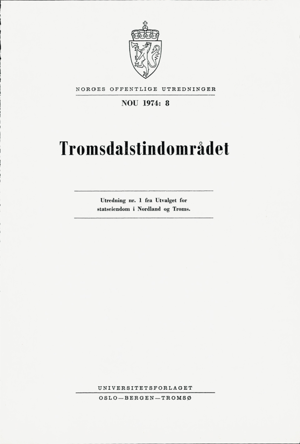 NORGES OFFENTLIGE UTREDNINGER
NOU 1974: 8
Tromsdalstindområdet
Utredning nr. 1 fra Utvalget for
statseiendom i Nordland og Troms.
UNIVERSITETSFORLAGET
OSLO—BERGEN—TROMSØ